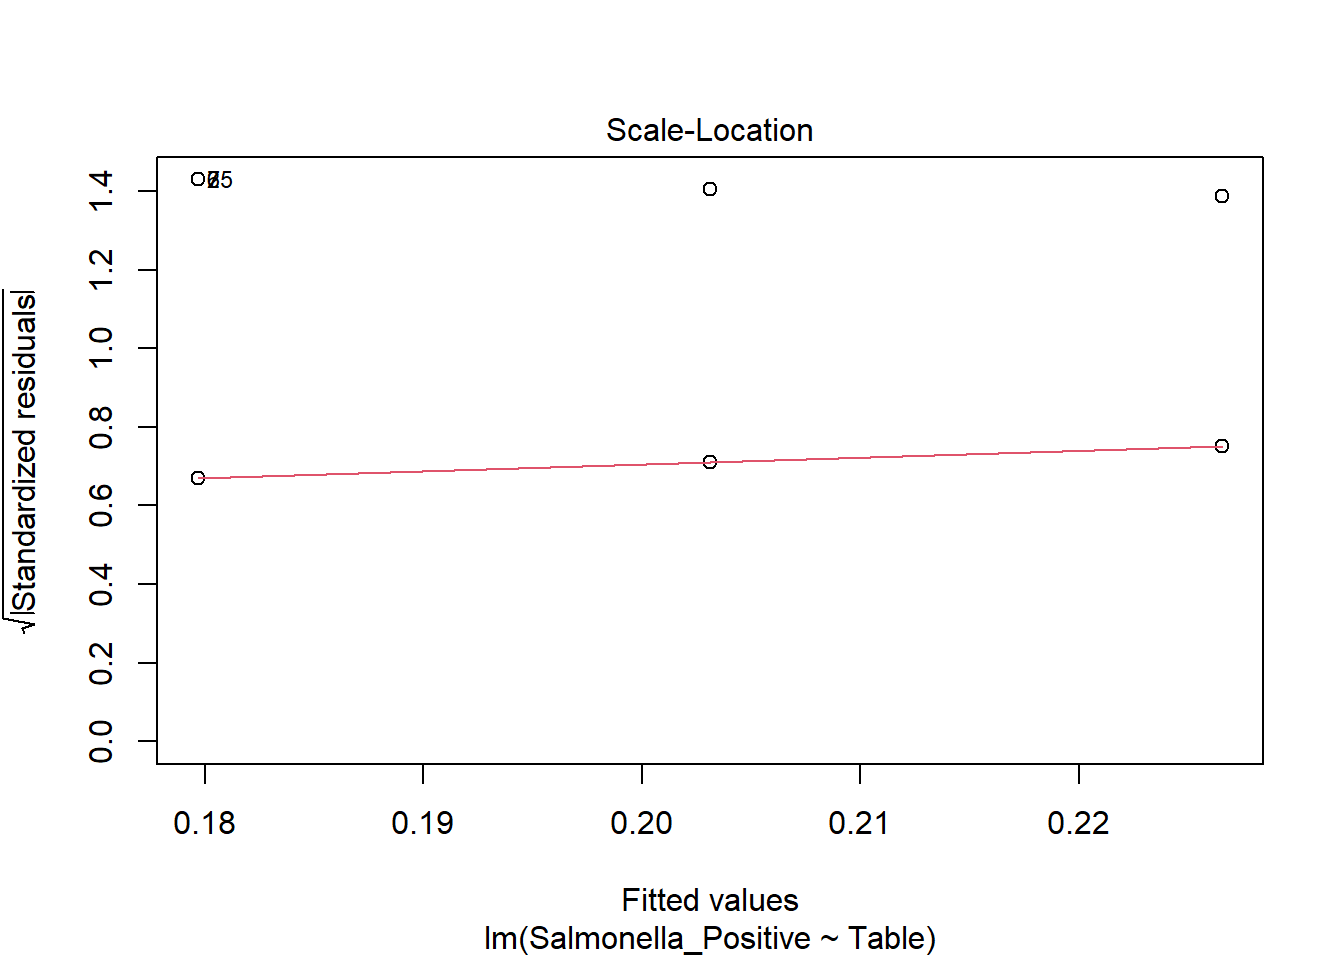 Scale-Location
√|Standardized residuals|
1.4
1.2
1.0
0.8
0.6
0.4
0.2
0.0
0.18 0.19 0.20 0.21 0.22
Fitted values
lm(Salmonella_Positive ~ Table)